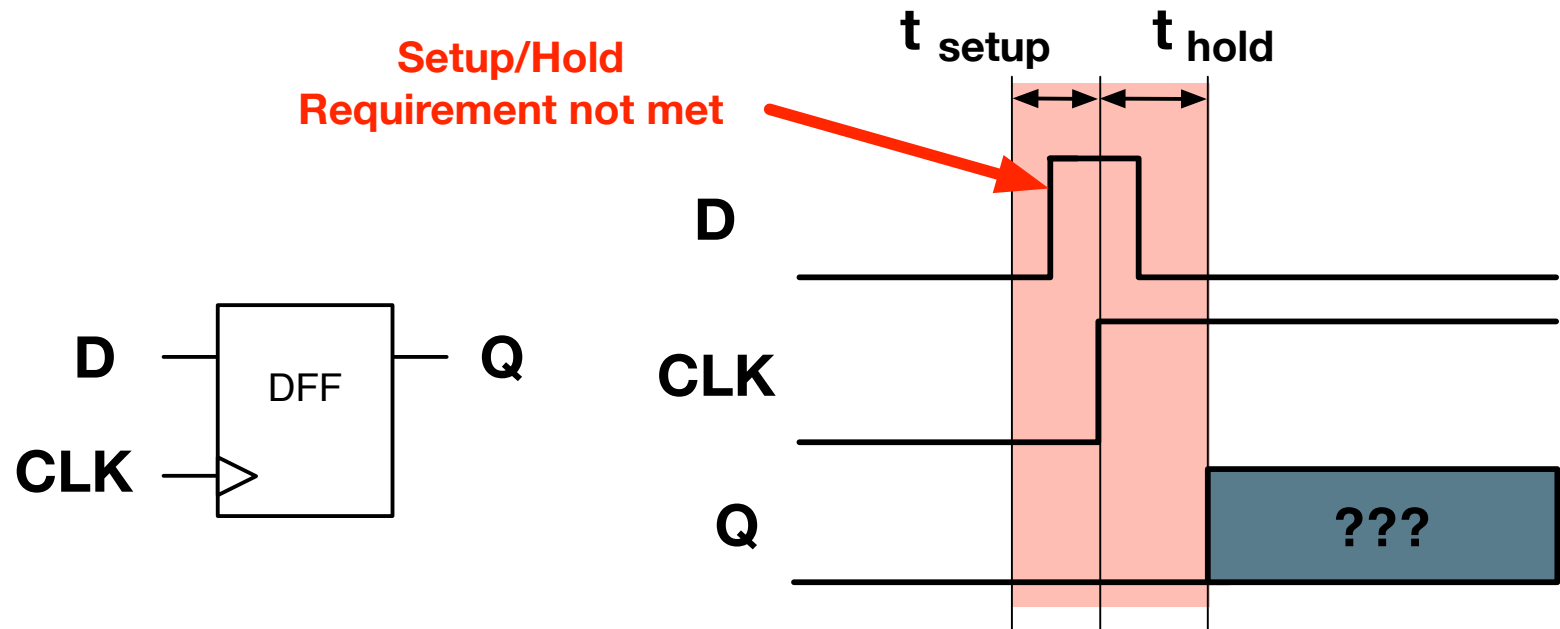 t setup
t hold
Setup/Hold
Requirement not met
D
D
DFF
Q
CLK
CLK
Q
???